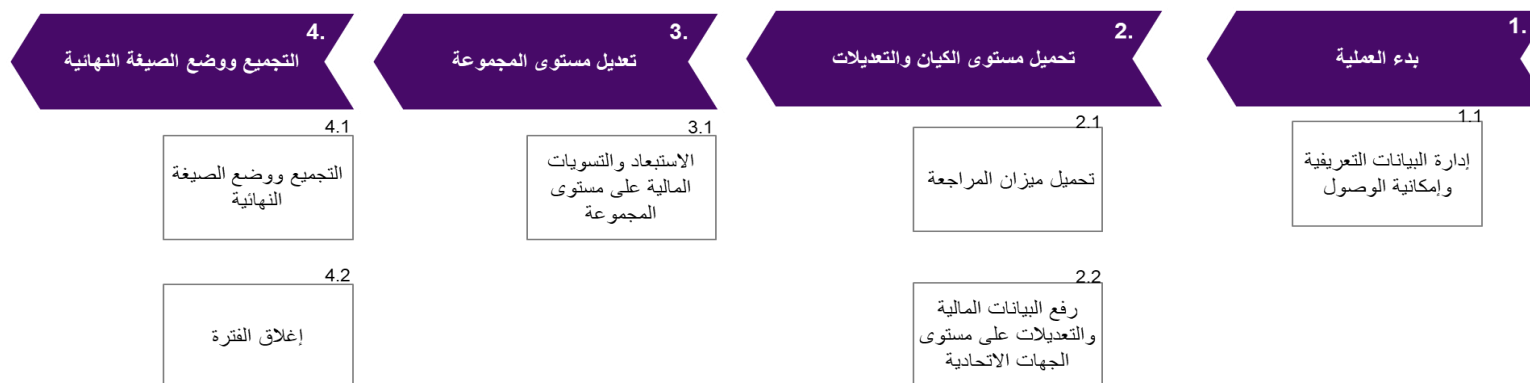 1.
بدء العملية
1.1
إدارة البيانات التعريفية
وإمكانية الوصول
2.
تحميل مستوى الكيان والتعديلات
2.1
تحميل ميزان المراجعة
2.2
رفع البيانات المالية
والتعديلات على مستوى
الجهات الاتحادية
3.
تعديل مستوى المجموعة
3.1
الاستبعاد والتسويات
المالية على مستوى
المجموعة
4.
التجميع ووضع الصيغة النهائية
4.1
التجميع ووضع الصيغة
النهائية
4.2
إغلاق الفترة